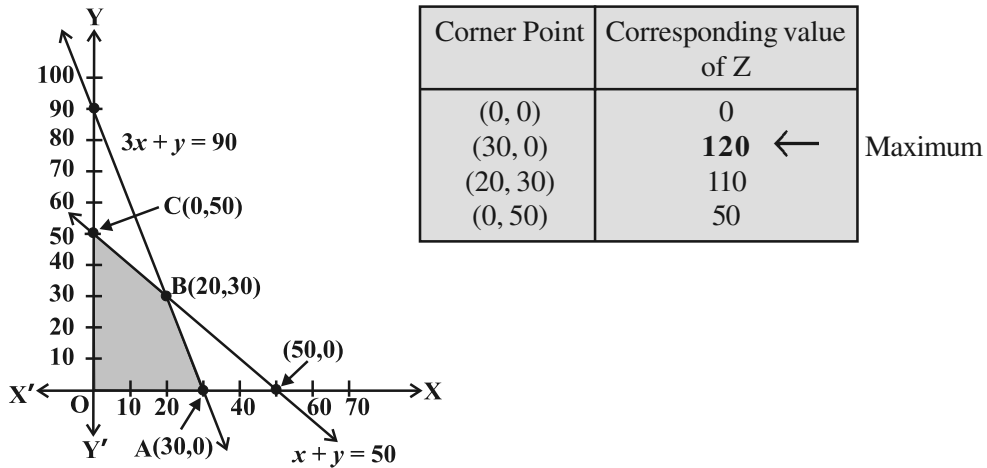 Y
100
90
80
70
60
50
40
30
20
10
3x + y = 90
C(0,50)
B(20,30)
(50,0)
X′
O
10 20 40 60 70
X
Y′
A(30,0)
x + y = 50
Corner Point
Corresponding value
of Z
(0, 0) 0
(30, 0) 120 ← Maximum
(20, 30) 110
(0, 50) 50